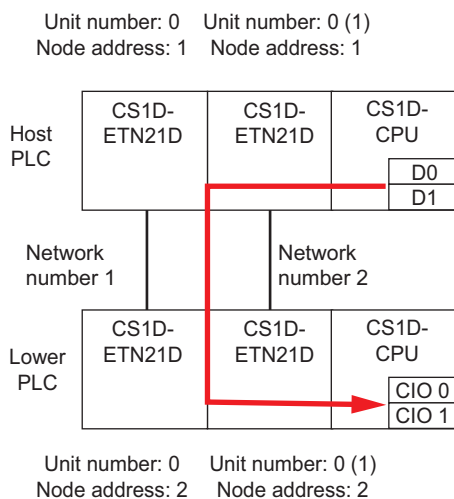 Unit number: 0 Unit number: 0 (1)
Node address: 1 Node address: 1
Host
PLC
CS1D-
ETN21D
CS1D-
ETN21D
CS1D-
CPU
D0
D1
Network
number 1
Network
number 2
Lower
PLC
CS1D-
ETN21D
CS1D-
ETN21D
CS1D-
CPU
CIO 0
CIO 1
Unit number: 0 Unit number: 0 (1)
Node address: 2 Node address: 2